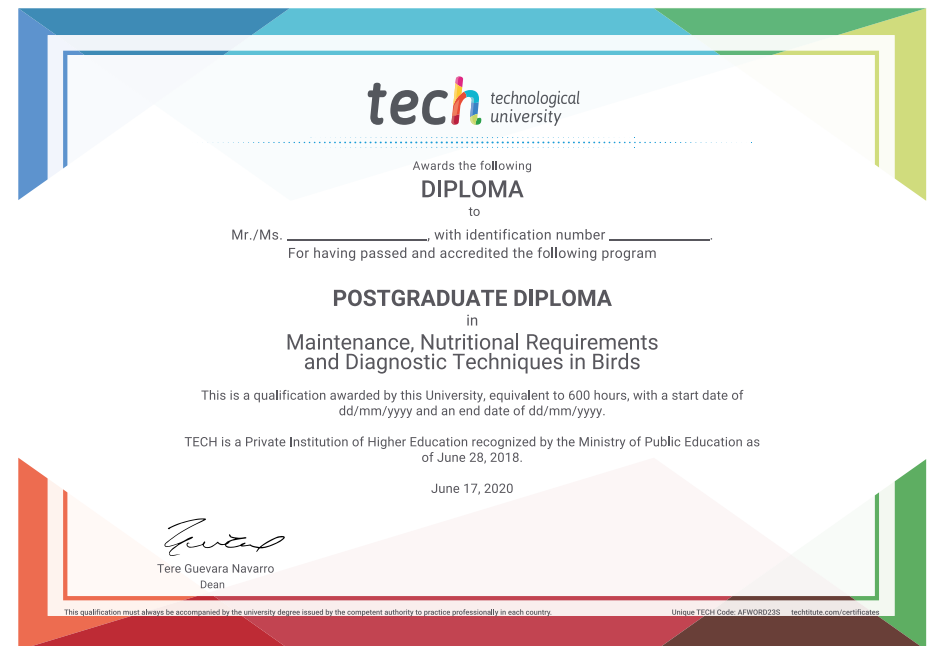 tech technological
university
Awards the following
DIPLOMA
to
Mr./Ms. ____________, with identification number ____________.
For having passed and accredited the following program
POSTGRADUATE DIPLOMA
in
Maintenance, Nutritional Requirements
and Diagnostic Techniques in Birds
This is a qualification awarded by this University, equivalent to 600 hours, with a start date of
dd/mm/yyyy and an end date of dd/mm/yyyy.
TECH is a Private Institution of Higher Education recognized by the Ministry of Public Education as
of June 28, 2018.
June 17, 2020
Tere Guevara Navarro
Dean
This qualification must always be accompanied by the university degree issued by the competent authority to practice professionally in each country. Unique TECH Code: AFWORD23S techtitute.com/certificates